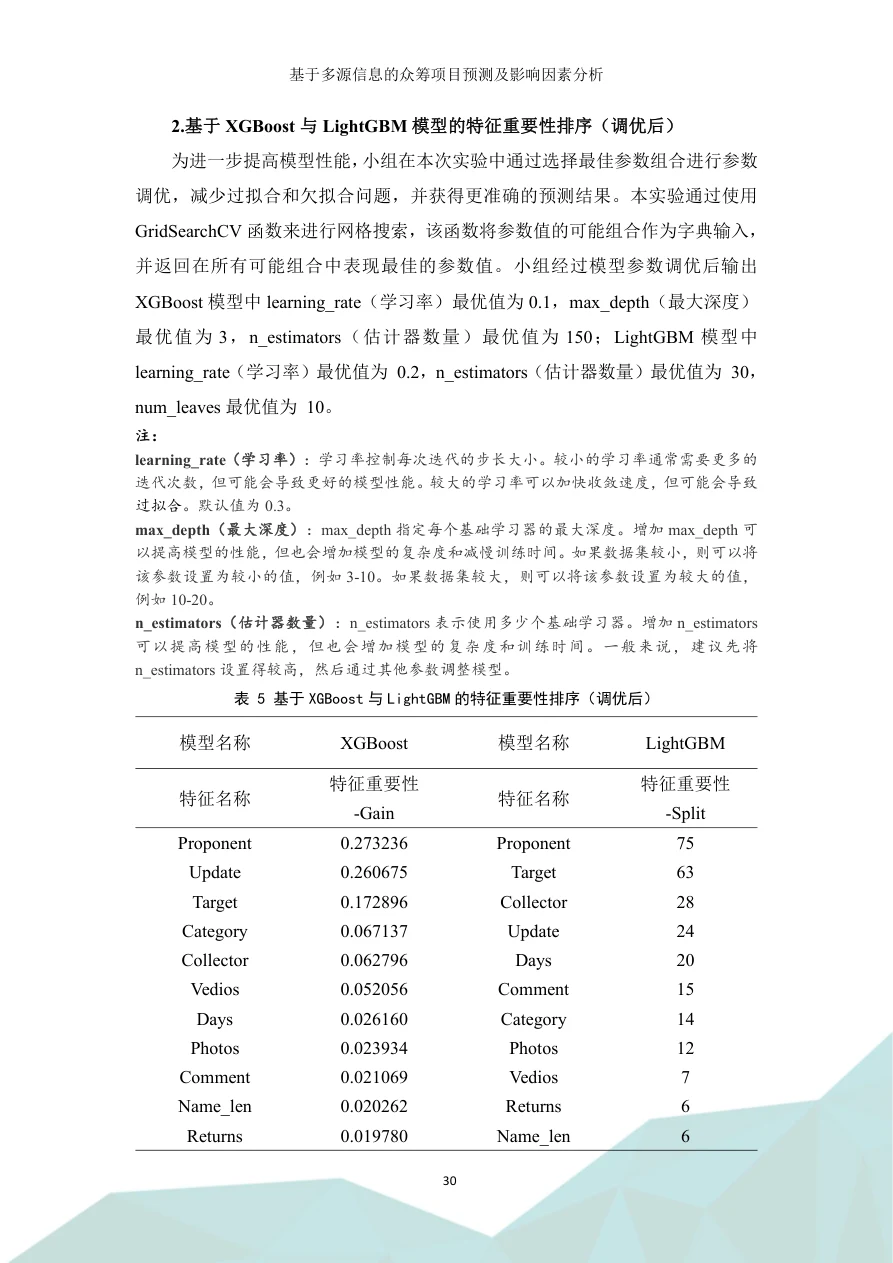 基于多源信息的众筹项目预测及影响因素分析
2.基于 XGBoost 与 LightGBM 模型的特征重要性排序（调优后）
为进一步提高模型性能，小组在本次实验中通过选择最佳参数组合进行参数
调优，减少过拟合和欠拟合问题，并获得更准确的预测结果。本实验通过使用
GridSearchCV 函数来进行网格搜索，该函数将参数值的可能组合作为字典输入，
并返回在所有可能组合中表现最佳的参数值。小组经过模型参数调优后输出
XGBoost 模型中 learning_rate（学习率）最优值为 0.1，max_depth（最大深度）
最优值为 3，n_estimators（估计器数量）最优值为 150；LightGBM 模型中
learning_rate（学习率）最优值为 0.2，n_estimators（估计器数量）最优值为 30，
num_leaves 最优值为 10。
注：
learning_rate（学习率）：学习率控制每次迭代的步长大小。较小的学习率通常需要更多的
迭代次数，但可能会导致更好的模型性能。较大的学习率可以加快收敛速度，但可能会导致
过拟合。默认值为 0.3。
max_depth（最大深度）：max_depth 指定每个基础学习器的最大深度。增加 max_depth 可
以提高模型的性能，但也会增加模型的复杂度和减慢训练时间。如果数据集较小，则可以将
该参数设置为较小的值，例如 3-10。如果数据集较大，则可以将该参数设置为较大的值，
例如 10-20。
n_estimators（估计器数量）：n_estimators 表示使用多少个基础学习器。增加 n_estimators
可以提高模型的性能，但也会增加模型的复杂度和训练时间。一般来说，建议先将
n_estimators 设置得较高，然后通过其他参数调整模型。
表 5 基于 XGBoost 与 LightGBM 的特征重要性排序（调优后）
模型名称 XGBoost 模型名称 LightGBM
特征名称 特征重要性-Gain 特征名称 特征重要性-Split
Proponent 0.273236 Proponent 75
Update 0.260675 Target 63
Target 0.172896 Collector 28
Category 0.067137 Update 24
Collector 0.062796 Days 20
Vedios 0.052056 Comment 15
Days 0.026160 Category 14
Photos 0.023934 Photos 12
Comment 0.021069 Vedios 7
Name_len 0.020262 Returns 6
Returns 0.019780 Name_len 6
30